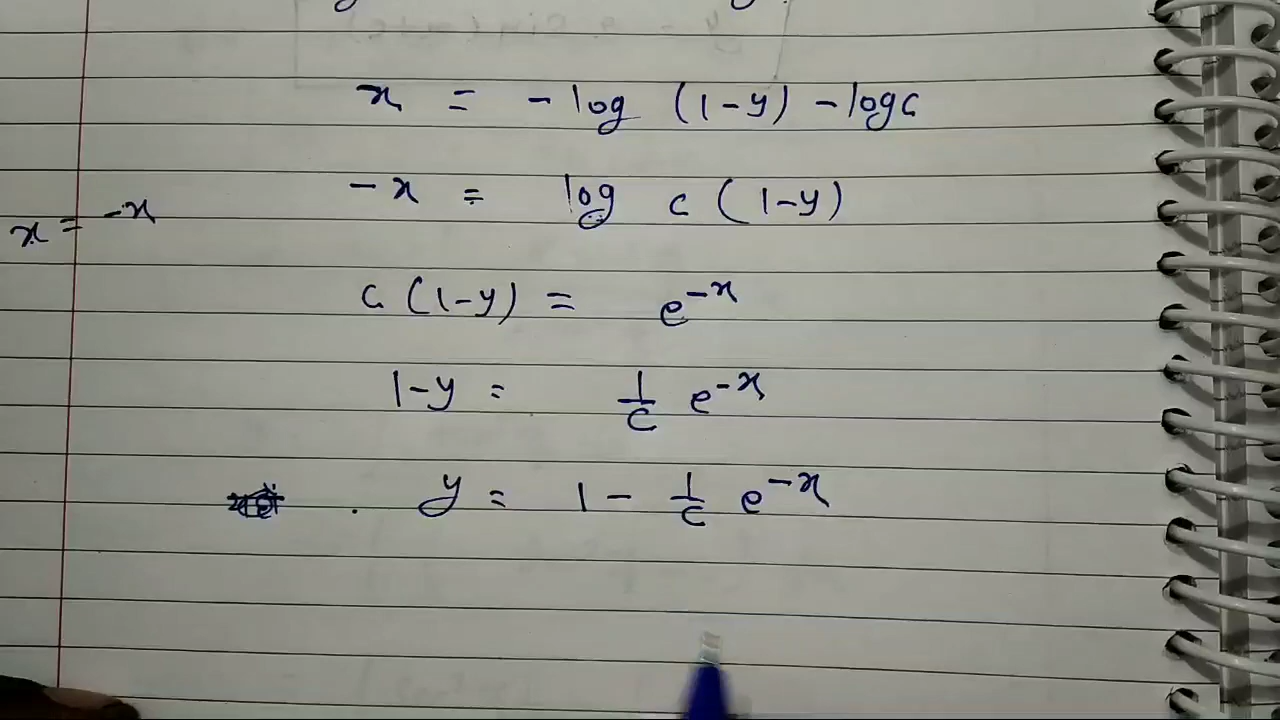 x = - log (1-y) - log c
-x = log c (1-y)
x = -x
c (1-y) = e^-x
1-y = 1/c e^-x
y = 1 - 1/c e^-x